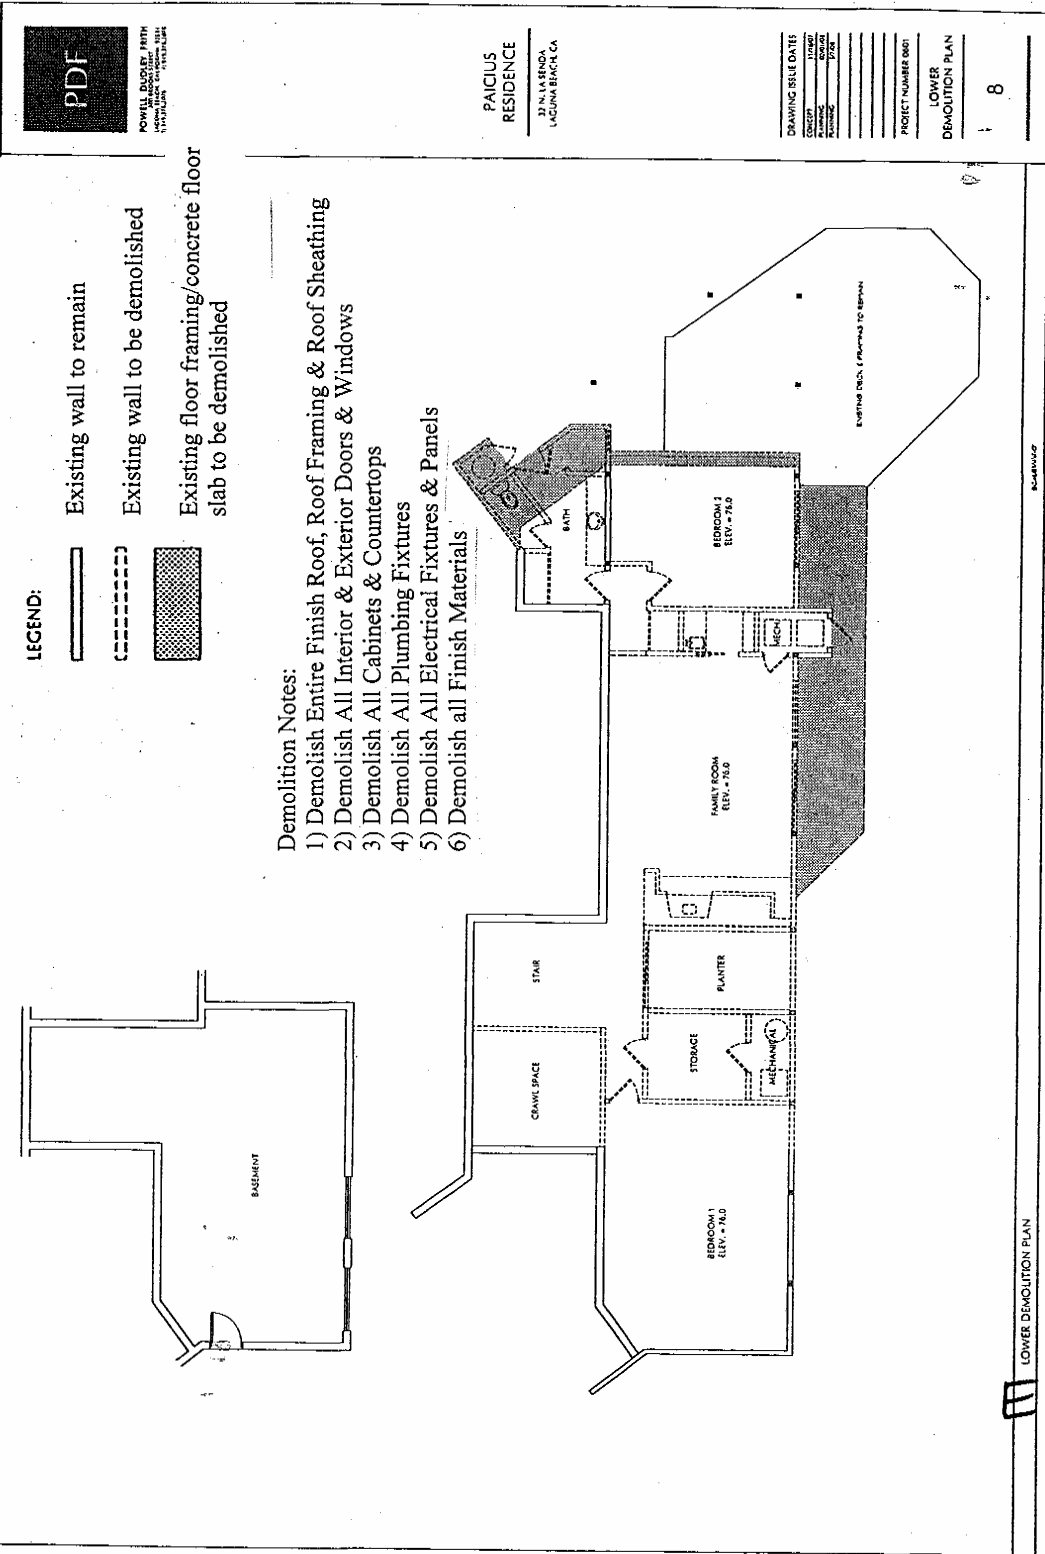 PDF
POWELL DUDLEY FRITH
PAICIUS
RESIDENCE
32 N. LA SENDA
LAGUNA BEACH, CA
DRAWING ISSUE DATES
CONCEPT
PLANNING
PLANNING
PROJECT NUMBER 0601
LOWER
DEMOLITION PLAN
8
LEGEND:
Existing wall to remain
Existing wall to be demolished
Existing floor framing/concrete floor
slab to be demolished
Demolition Notes:
1) Demolish Entire Finish Roof, Roof Framing & Roof Sheathing
2) Demolish All Interior & Exterior Doors & Windows
3) Demolish All Cabinets & Countertops
4) Demolish All Plumbing Fixtures
5) Demolish All Electrical Fixtures & Panels
6) Demolish all Finish Materials
BASEMENT
CRAWL SPACE
STAIR
BATH
BEDROOM 1
ELEV. = 76.0
STORAGE
MECHANICAL
PLANTER
FAMILY ROOM
ELEV. = 76.0
MECH.
BEDROOM 2
ELEV. = 76.0
EXISTING DECK & FRAMING TO REMAIN
LOWER DEMOLITION PLAN